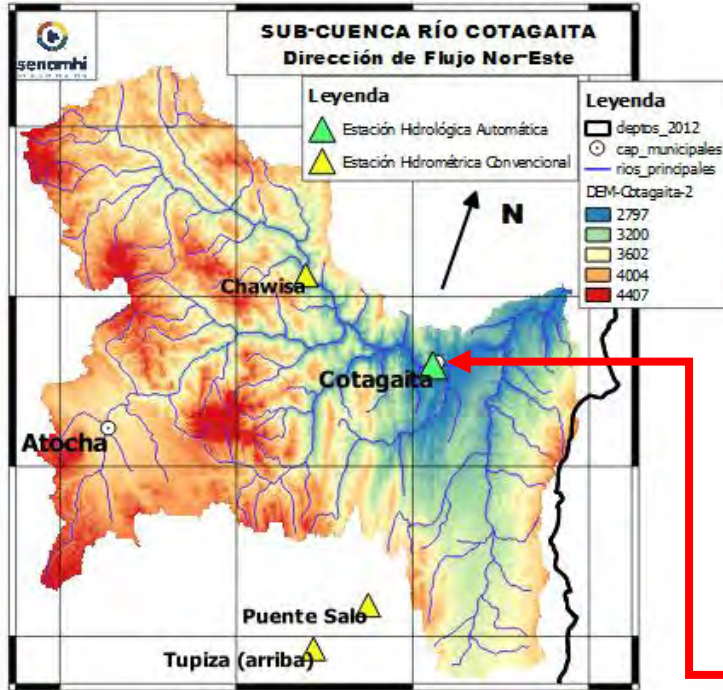 senamhi
SUB-CUENCA RÍO COTAGAITA
Dirección de Flujo Nor-Este
Leyenda
Estación Hidrológica Automática
Estación Hidrométrica Convencional
Leyenda
deptos_2012
cap_municipales
rios_principales
DEM-Cotagaita-2
2797
3200
3602
4004
4407
N
Chawisa
Cotagaita
Atocha
Puente Salo
Tupiza (arriba)